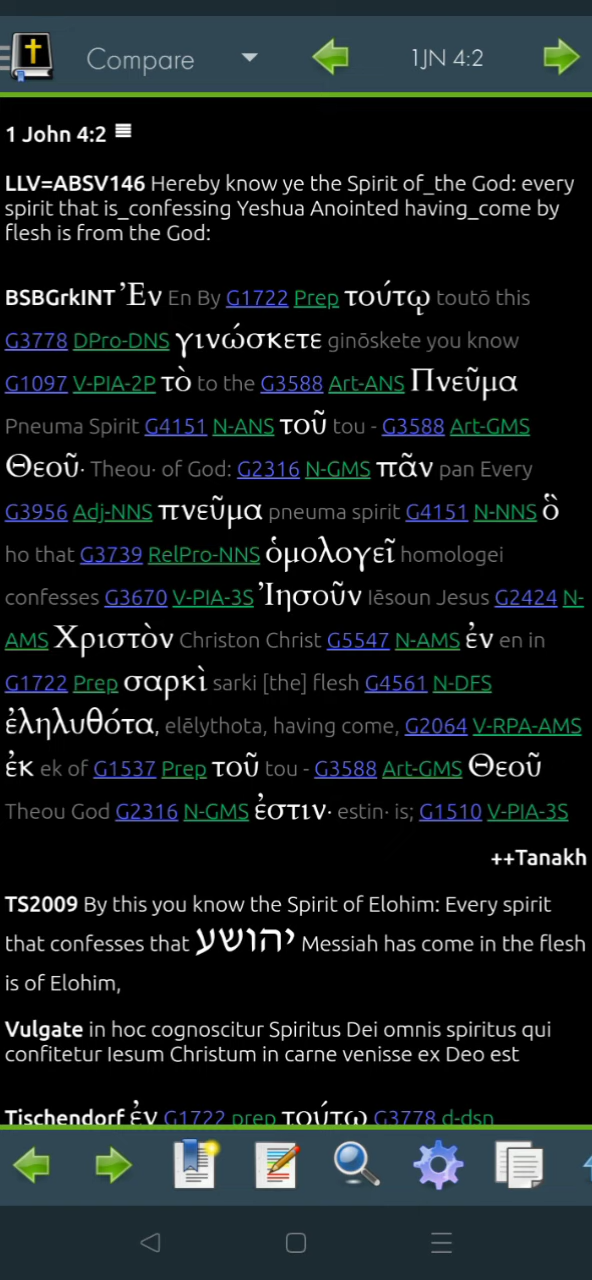 Compare
1JN 4:2
1 John 4:2
LLV=ABSV146 Hereby know ye the Spirit of_the God: every
spirit that is_confessing Yeshua Anointed having_come by
flesh is from the God:
BSBGrkINT Ἐν En By G1722 Prep τούτῳ toutō this
G3778 DPro-DNS γινώσκετε ginōskete you know
G1097 V-PIA-2P τὸ to the G3588 Art-ANS Πνεῦμα
Pneuma Spirit G4151 N-ANS τοῦ tou - G3588 Art-GMS
Θεοῦ· Theou· of God: G2316 N-GMS πᾶν pan Every
G3956 Adj-NNS πνεῦμα pneuma spirit G4151 N-NNS ὃ
ho that G3739 RelPro-NNS ὁμολογεῖ homologei
confesses G3670 V-PIA-3S Ἰησοῦν Iēsoun Jesus G2424 N-
AMS Χριστὸν Christon Christ G5547 N-AMS ἐν en in
G1722 Prep σαρκὶ sarki [the] flesh G4561 N-DFS
ἐληλυθότα, elēlythota, having come, G2064 V-RPA-AMS
ἐκ ek of G1537 Prep τοῦ tou - G3588 Art-GMS Θεοῦ
Theou God G2316 N-GMS ἐστιν· estin· is; G1510 V-PIA-3S
++Tanakh
TS2009 By this you know the Spirit of Elohim: Every spirit
that confesses that יהושע Messiah has come in the flesh
is of Elohim,
Vulgate in hoc cognoscitur Spiritus Dei omnis spiritus qui
confitetur Iesum Christum in carne venisse ex Deo est
Tischendorf ἐν G1722 prep τούτῳ G3778 d-dsn